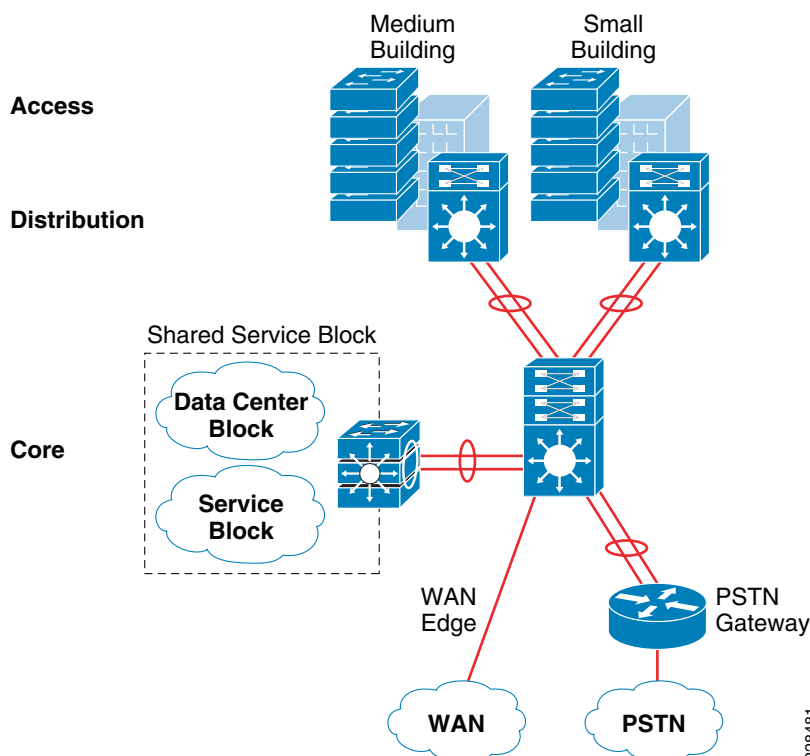 Medium
Building
Small
Building
Access
Distribution
Shared Service Block
Data Center
Block
Core
Service
Block
WAN
Edge
PSTN
Gateway
WAN
PSTN